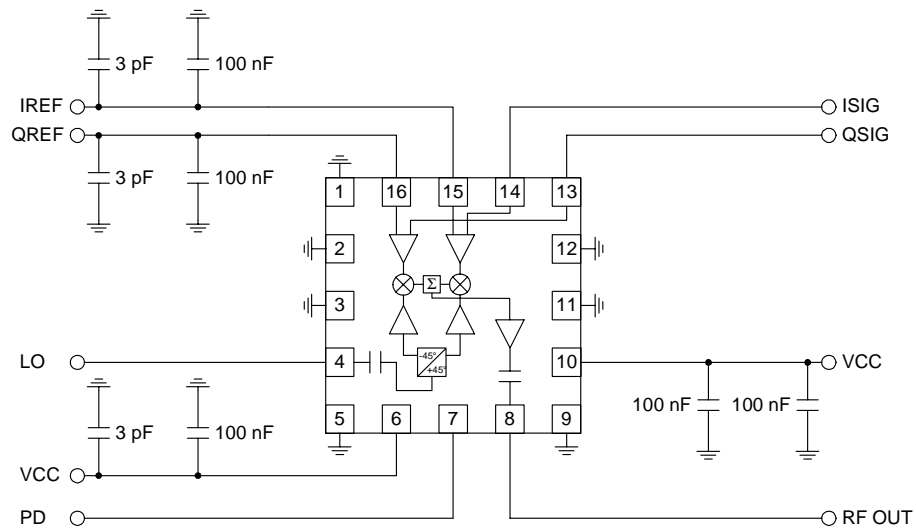 3 pF 100 nF
IREF ISIG
QREF QSIG
3 pF 100 nF
1 16 15 14 13
2 12
Σ
3 11
LO 4 -45° +45° 10 VCC
100 nF 100 nF
3 pF 100 nF
5 6 7 8 9
VCC
PD RF OUT